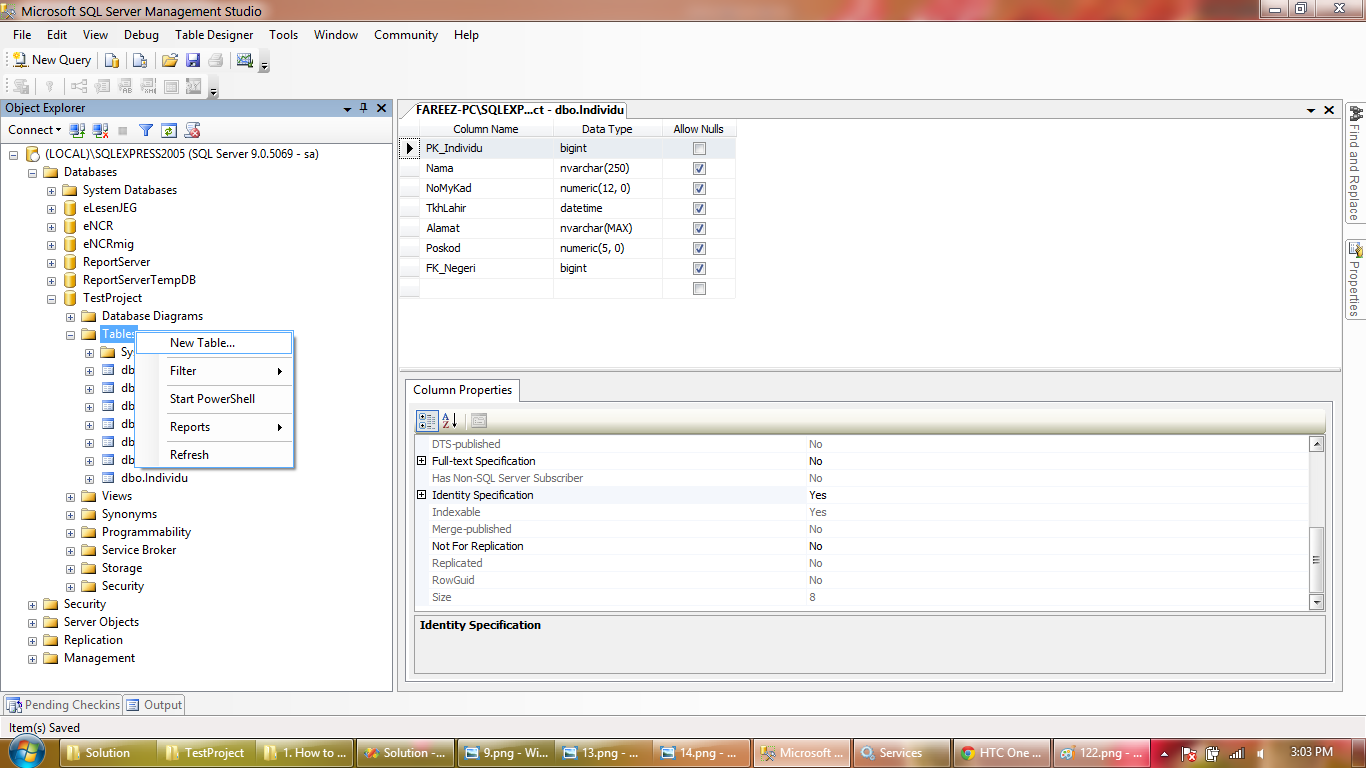 Microsoft SQL Server Management Studio
File Edit View Debug Table Designer Tools Window Community Help
New Query
Object Explorer
Connect
(LOCAL)\SQLEXPRESS2005 (SQL Server 9.0.5069 - sa)
Databases
System Databases
eLesenJEG
eNCR
eNCRmig
ReportServer
ReportServerTempDB
TestProject
Database Diagrams
Tables
Sy
db
db
db
db
db
db
dbo.Individu
Views
Synonyms
Programmability
Service Broker
Storage
Security
Security
Server Objects
Replication
Management
New Table...
Filter
Start PowerShell
Reports
Refresh
FAREEZ-PC\SQLEXP...ct - dbo.Individu
Column Name Data Type Allow Nulls
PK_Individu bigint
Nama nvarchar(250)
NoMyKad numeric(12, 0)
TkhLahir datetime
Alamat nvarchar(MAX)
Poskod numeric(5, 0)
FK_Negeri bigint
Column Properties
DTS-published No
Full-text Specification No
Has Non-SQL Server Subscriber No
Identity Specification Yes
Indexable Yes
Merge-published No
Not For Replication No
Replicated No
RowGuid No
Size 8
Identity Specification
Find and Replace
Properties
Pending Checkins Output
Item(s) Saved
Solution TestProject 1. How to ... Solution -... 9.png - Wi... 13.png - ... 14.png - ... Microsoft ... Services HTC One ... 122.png - ... 3:03 PM